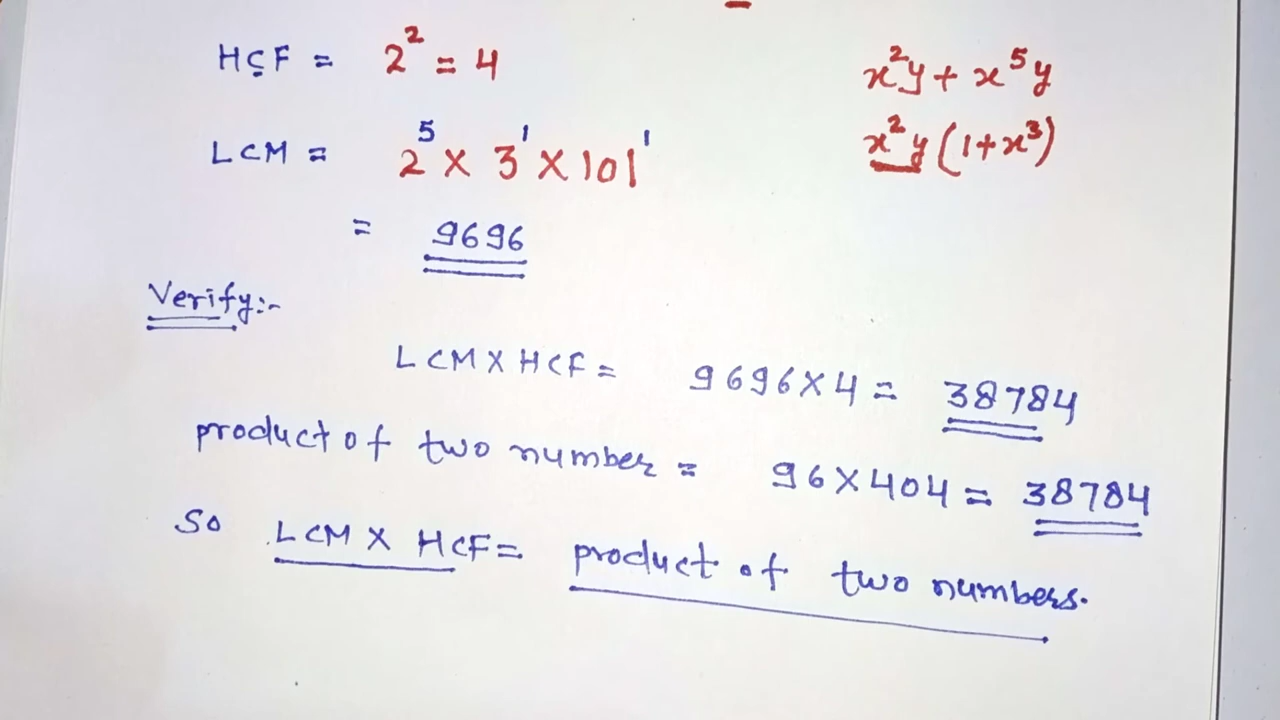 HCF = 2² = 4
x²y + x⁵y
LCM = 2⁵ × 3¹ × 101¹
x²y(1+x³)
= 9696
Verify:-
LCM × HCF = 9696 × 4 = 38784
product of two number = 96 × 404 = 38784
So LCM × HCF = product of two numbers.